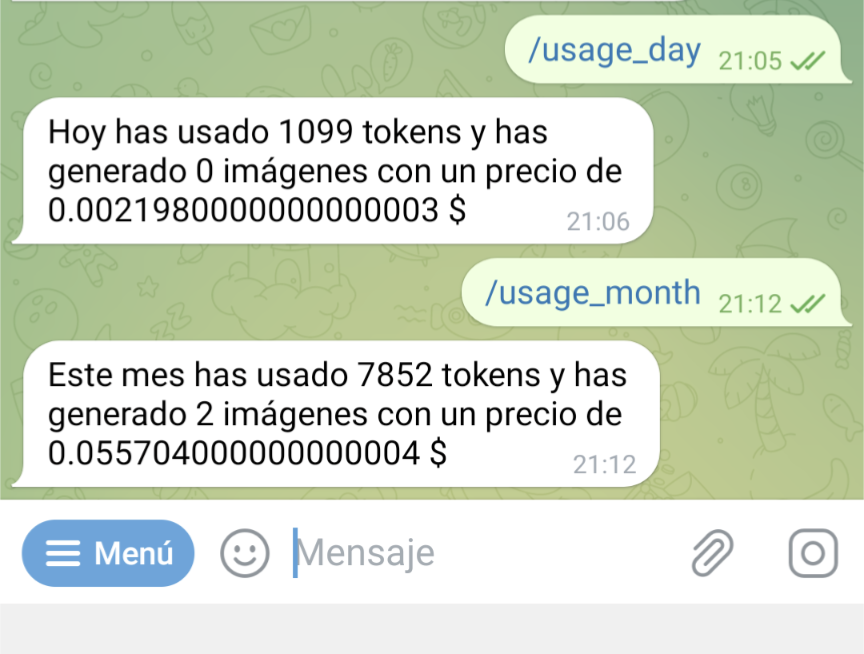 /usage_day 21:05
Hoy has usado 1099 tokens y has
generado 0 imágenes con un precio de
0.0021980000000000003 $ 21:06
/usage_month 21:12
Este mes has usado 7852 tokens y has
generado 2 imágenes con un precio de
0.055704000000000004 $ 21:12
Menú Mensaje